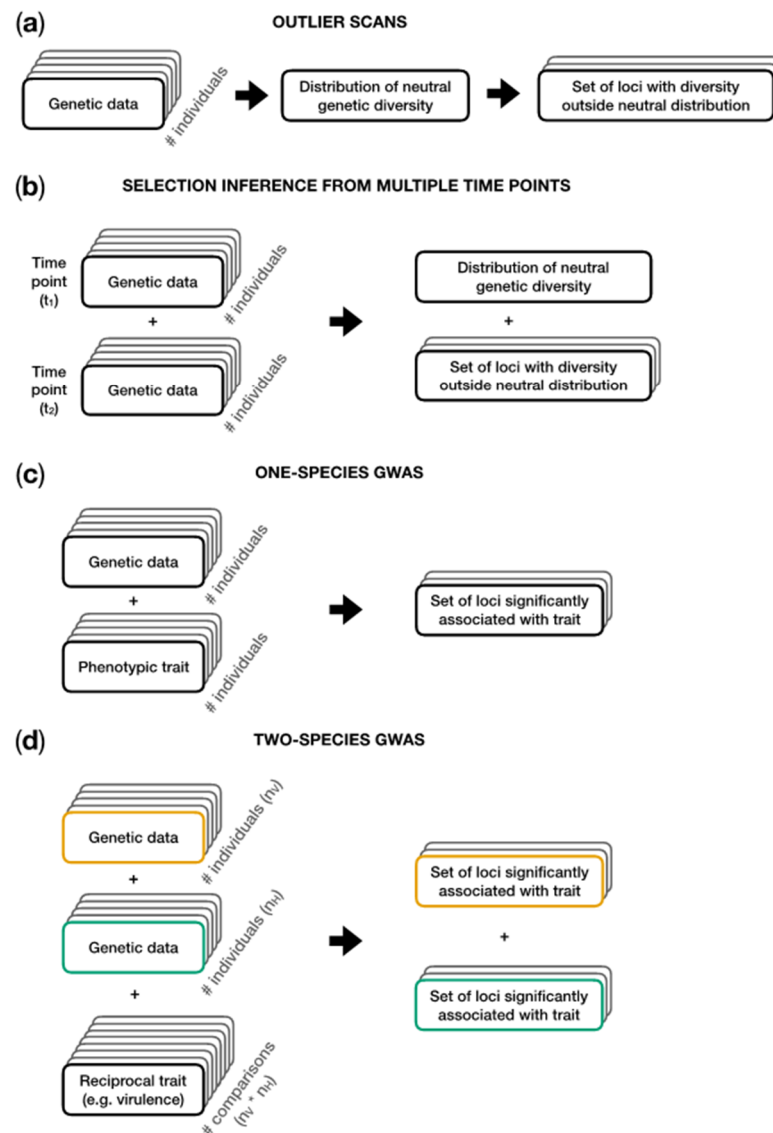 (a)
OUTLIER SCANS
Genetic data
# individuals
Distribution of neutral
genetic diversity
Set of loci with diversity
outside neutral distribution
(b)
SELECTION INFERENCE FROM MULTIPLE TIME POINTS
Time
point
(t₁)
Genetic data
# individuals
+
Time
point
(t₂)
Genetic data
# individuals
Distribution of neutral
genetic diversity
+
Set of loci with diversity
outside neutral distribution
(c)
ONE-SPECIES GWAS
Genetic data
# individuals
+
Phenotypic trait
# individuals
Set of loci significantly
associated with trait
(d)
TWO-SPECIES GWAS
Genetic data
# individuals (nᵥ)
+
Genetic data
# individuals (n_H)
+
Reciprocal trait
(e.g. virulence)
# comparisons
(nᵥ * n_H)
Set of loci significantly
associated with trait
+
Set of loci significantly
associated with trait